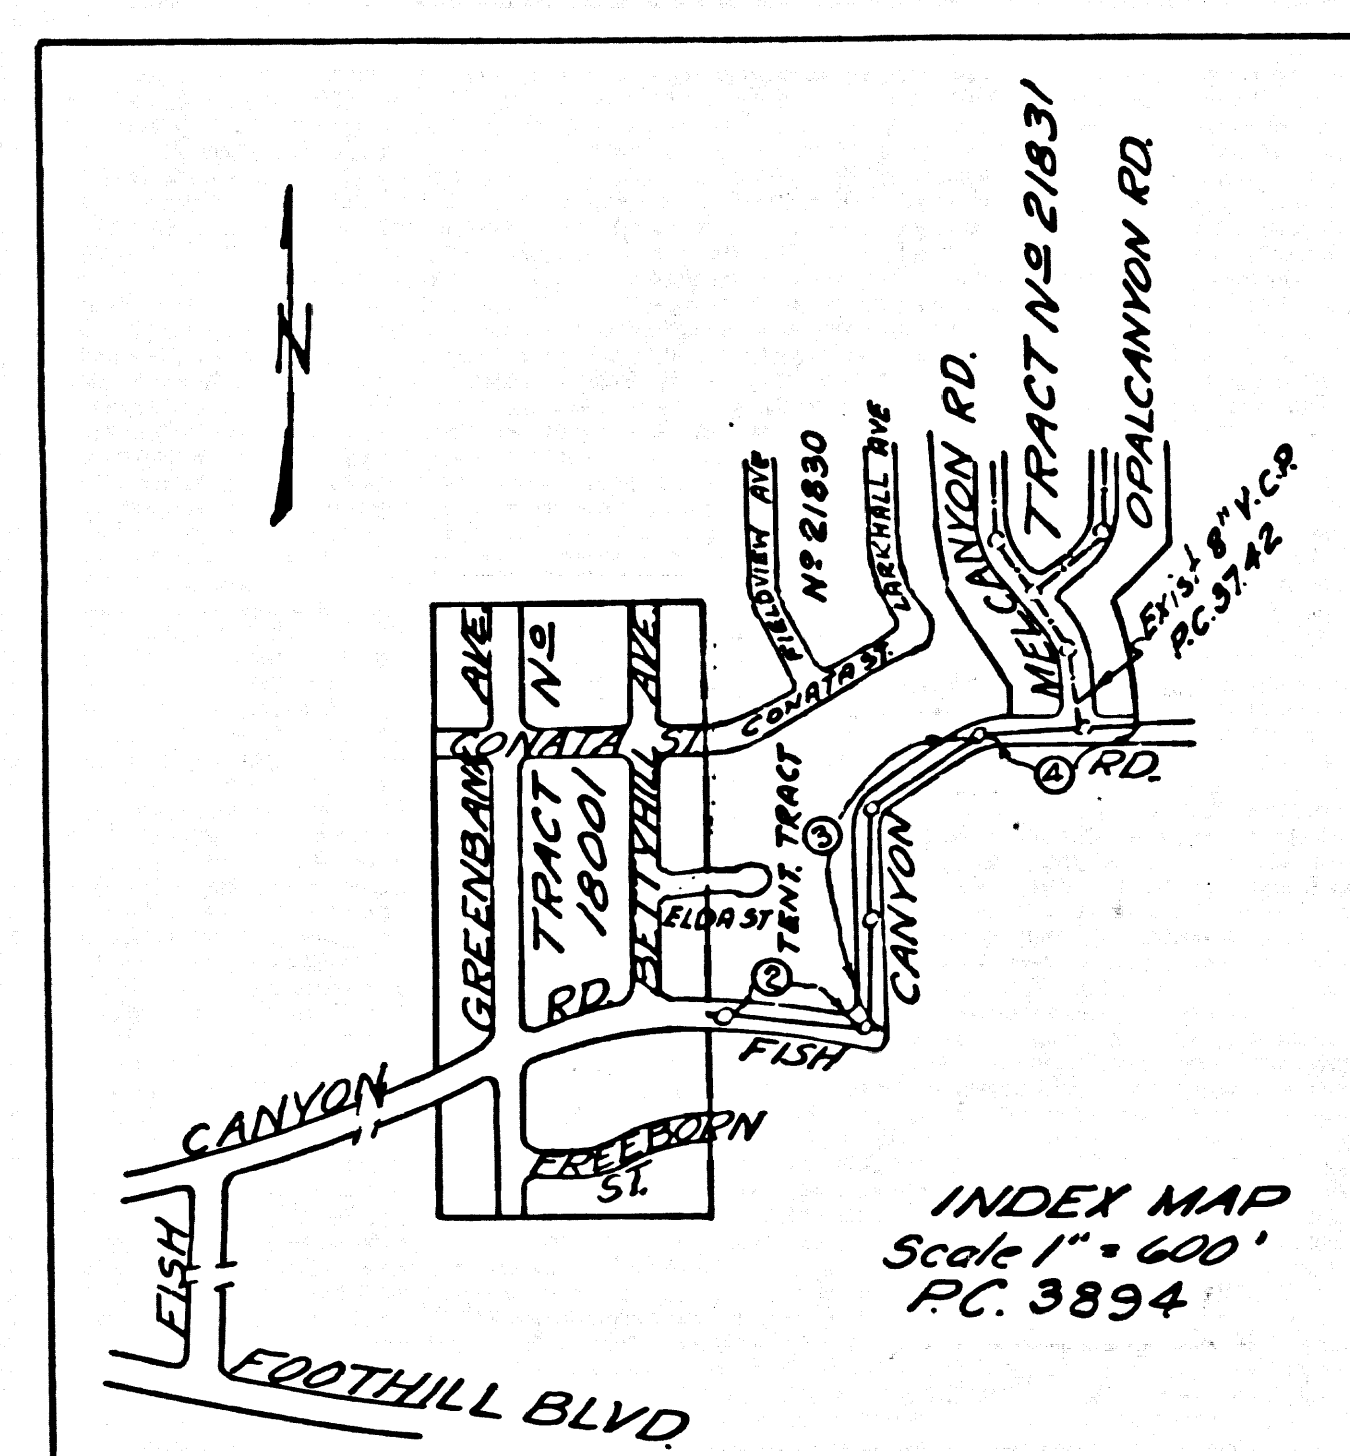 TRACT Nº 21831
OPALCANYON RD.
N
MEL CANYON RD.
FIELDVIEW AVE
Nº 21830
LARKHALL AVE
Exist 8" V.C.P.
P.C. 3742
GREENBANK AVE.
Nº
BETTYHILL AVE.
CONATA ST.
CONATA ST.
TRACT
18001
TENT. TRACT
4
RD.
3
CANYON
ELDA ST
2
RD.
FISH
CANYON
FREEBORN
ST.
FISH
INDEX MAP
Scale 1" = 600'
P.C. 3894
FOOTHILL BLVD.